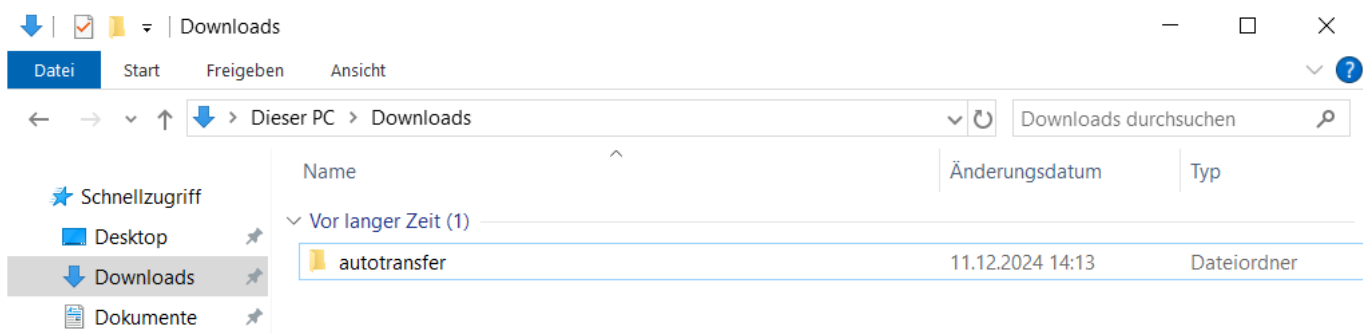 Downloads
Datei Start Freigeben Ansicht ?
Dieser PC > Downloads Downloads durchsuchen
Name Änderungsdatum Typ
Schnellzugriff
Vor langer Zeit (1)
Desktop
autotransfer 11.12.2024 14:13 Dateiordner
Downloads
Dokumente